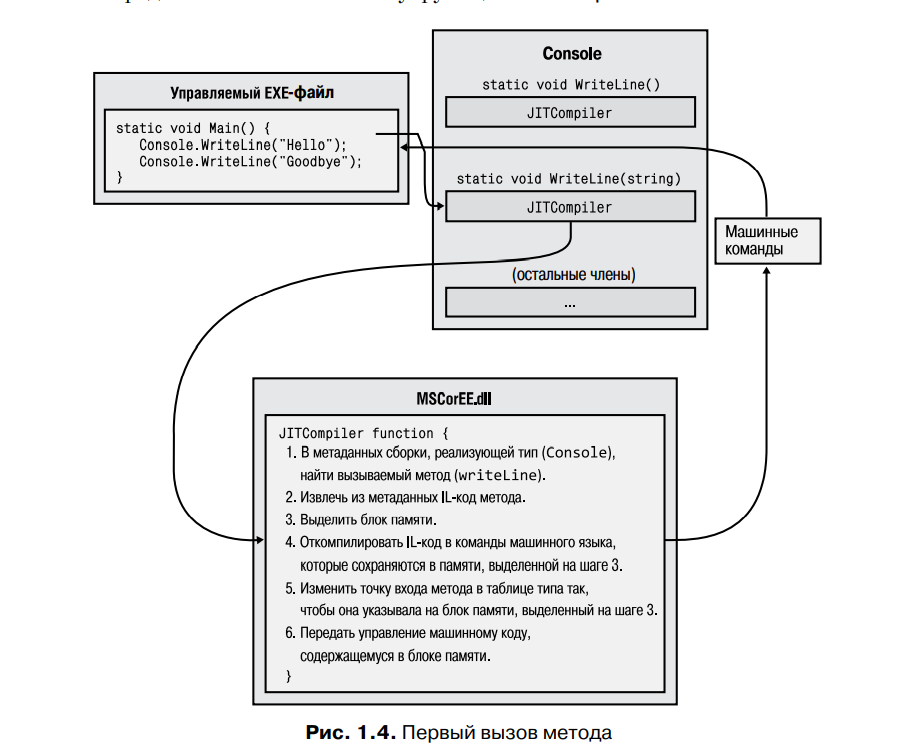 Управляемый EXE-файл
static void Main() {
Console.WriteLine("Hello");
Console.WriteLine("Goodbye");
}
Console
static void WriteLine()
JITCompiler
static void WriteLine(string)
JITCompiler
(остальные члены)
...
Машинные
команды
MSCorEE.dll
JITCompiler function {
1. В метаданных сборки, реализующей тип (Console),
найти вызываемый метод (writeLine).
2. Извлечь из метаданных IL-код метода.
3. Выделить блок памяти.
4. Откомпилировать IL-код в команды машинного языка,
которые сохраняются в памяти, выделенной на шаге 3.
5. Изменить точку входа метода в таблице типа так,
чтобы она указывала на блок памяти, выделенный на шаге 3.
6. Передать управление машинному коду,
содержащемуся в блоке памяти.
}
Рис. 1.4. Первый вызов метода